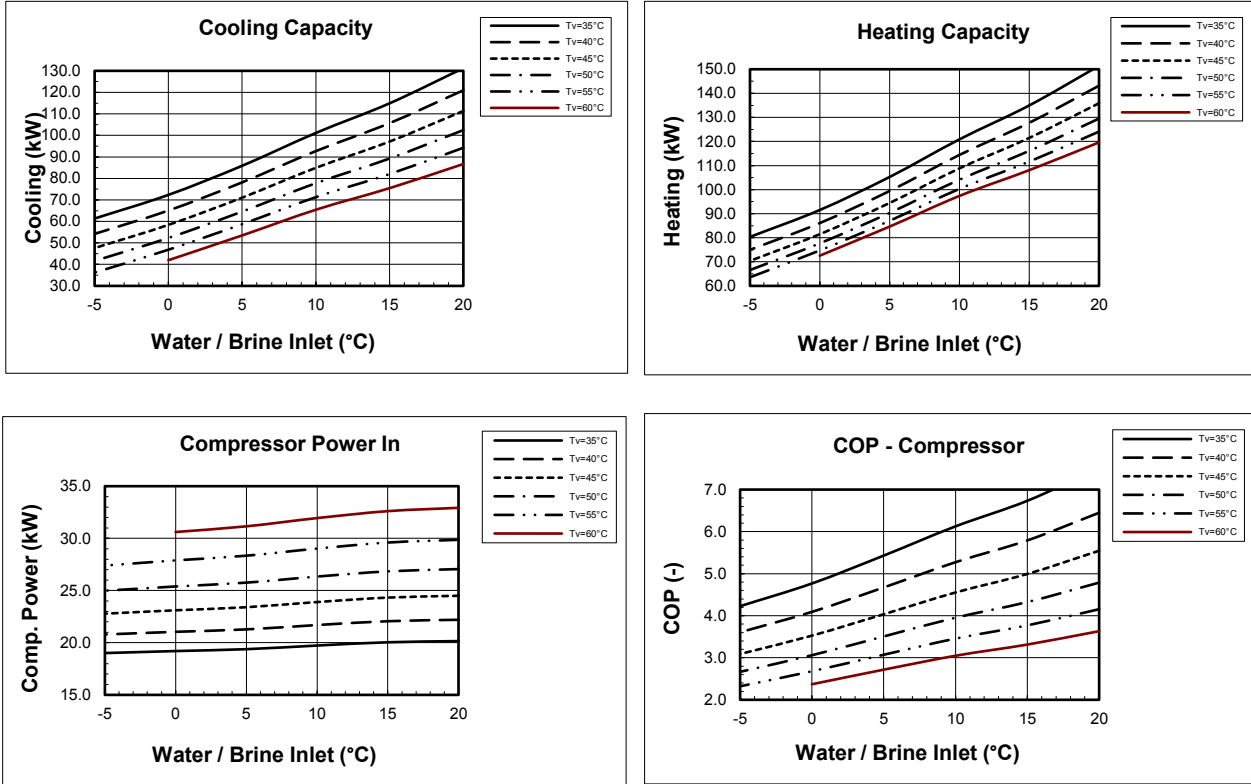 Cooling Capacity
Tv=35°C
Tv=40°C
Tv=45°C
Tv=50°C
Tv=55°C
Tv=60°C
Cooling (kW)
130.0
120.0
110.0
100.0
90.0
80.0
70.0
60.0
50.0
40.0
30.0
-5 0 5 10 15 20
Water / Brine Inlet (°C)
Heating Capacity
Tv=35°C
Tv=40°C
Tv=45°C
Tv=50°C
Tv=55°C
Tv=60°C
Heating (kW)
150.0
140.0
130.0
120.0
110.0
100.0
90.0
80.0
70.0
60.0
-5 0 5 10 15 20
Water / Brine Inlet (°C)
Compressor Power In
Tv=35°C
Tv=40°C
Tv=45°C
Tv=50°C
Tv=55°C
Tv=60°C
Comp. Power (kW)
35.0
30.0
25.0
20.0
15.0
-5 0 5 10 15 20
Water / Brine Inlet (°C)
COP - Compressor
Tv=35°C
Tv=40°C
Tv=45°C
Tv=50°C
Tv=55°C
Tv=60°C
COP (-)
7.0
6.0
5.0
4.0
3.0
2.0
-5 0 5 10 15 20
Water / Brine Inlet (°C)